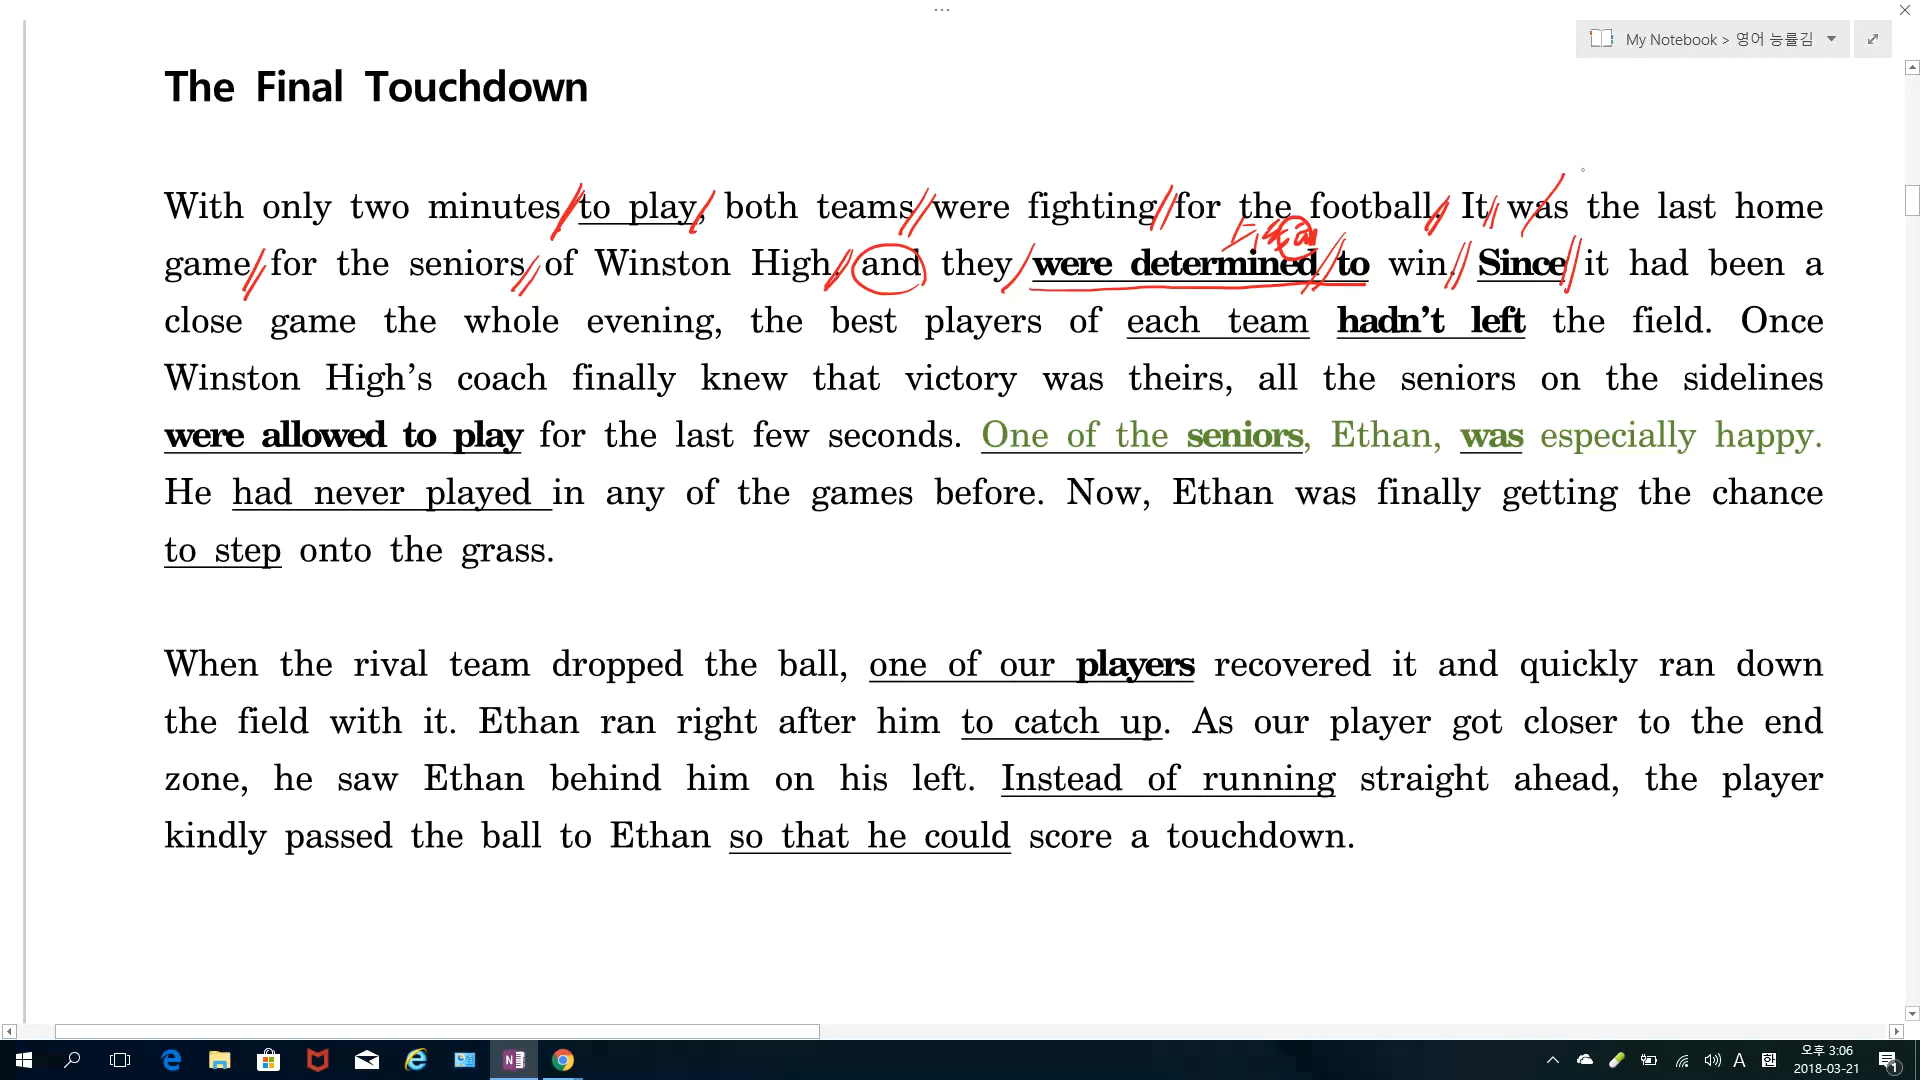 My Notebook > 영어 능률김
The Final Touchdown
With only two minutes to play, both teams were fighting for the football. It was the last home
game for the seniors of Winston High, and they were determined to win. Since it had been a
close game the whole evening, the best players of each team hadn't left the field. Once
Winston High's coach finally knew that victory was theirs, all the seniors on the sidelines
were allowed to play for the last few seconds. One of the seniors, Ethan, was especially happy.
He had never played in any of the games before. Now, Ethan was finally getting the chance
to step onto the grass.
When the rival team dropped the ball, one of our players recovered it and quickly ran down
the field with it. Ethan ran right after him to catch up. As our player got closer to the end
zone, he saw Ethan behind him on his left. Instead of running straight ahead, the player
kindly passed the ball to Ethan so that he could score a touchdown.
A 한 오후 3:06
2018-03-21
1